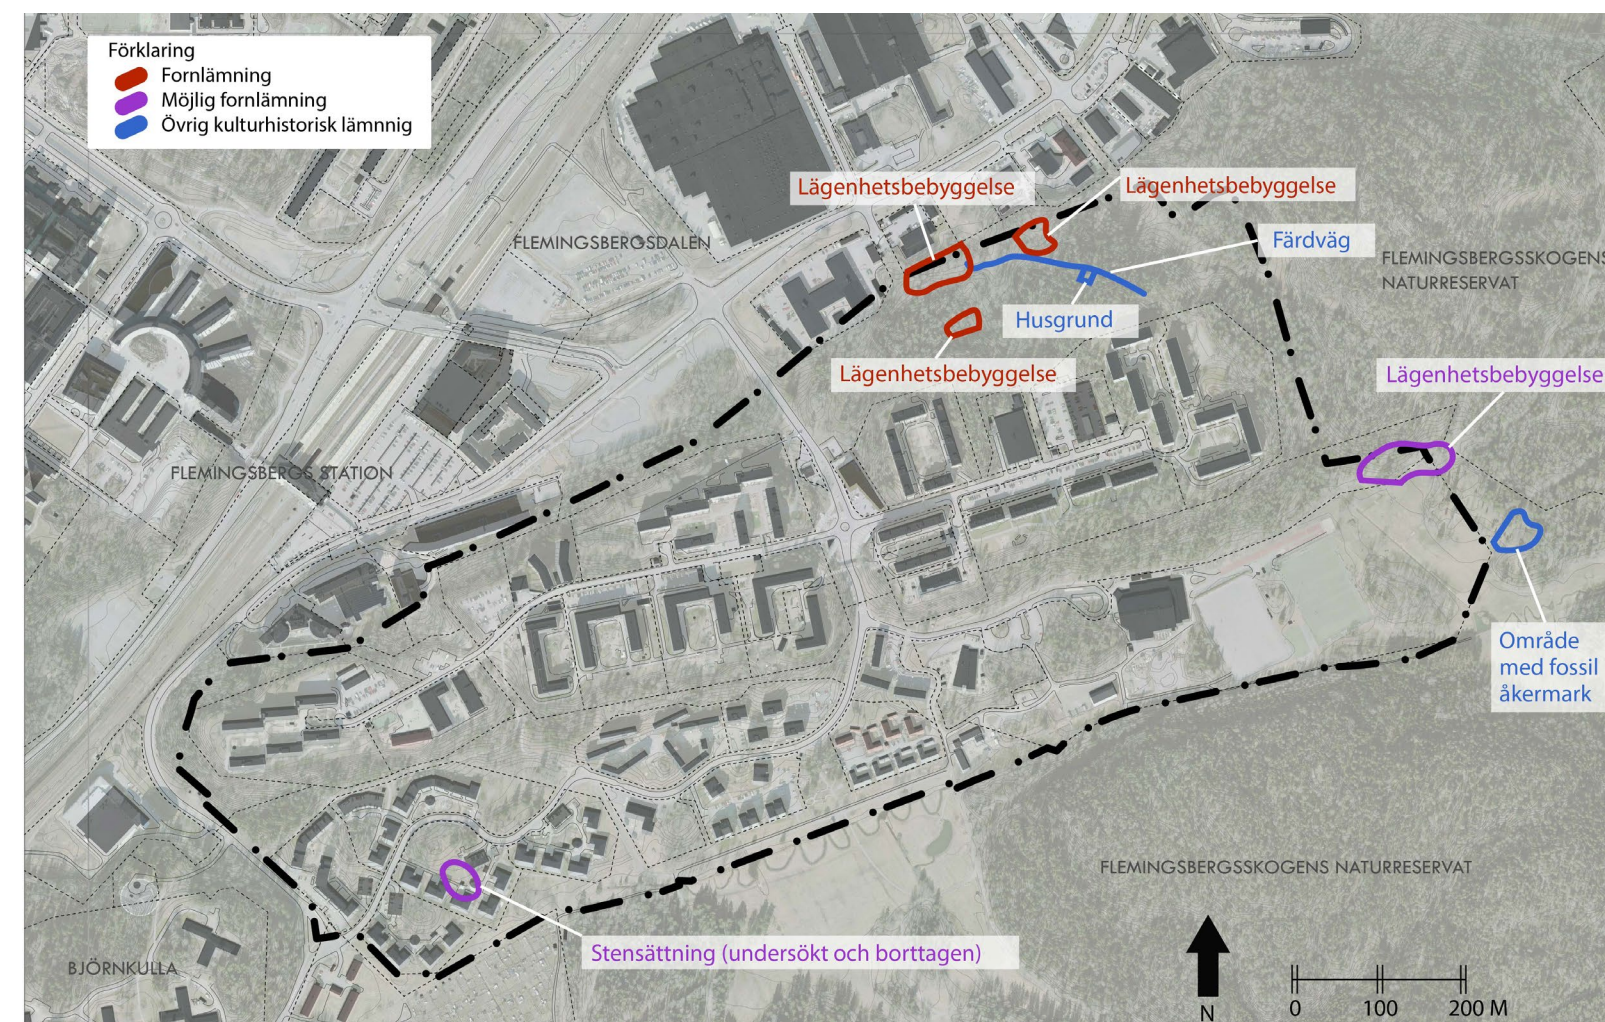 Förklaring
Fornlämning
Möjlig fornlämning
Övrig kulturhistorisk lämnnig
Lägenhetsbebyggelse
Lägenhetsbebyggelse
FLEMINGSBERGSDALEN
Färdväg
FLEMINGSBERGSSKOGENS
NATURRESERVAT
Husgrund
Lägenhetsbebyggelse
Lägenhetsbebyggelse
FLEMINGSBERGS STATION
Område
med fossil
åkermark
FLEMINGSBERGSSKOGENS NATURRESERVAT
Stensättning (undersökt och borttagen)
BJÖRNKULLA
N
0 100 200 M